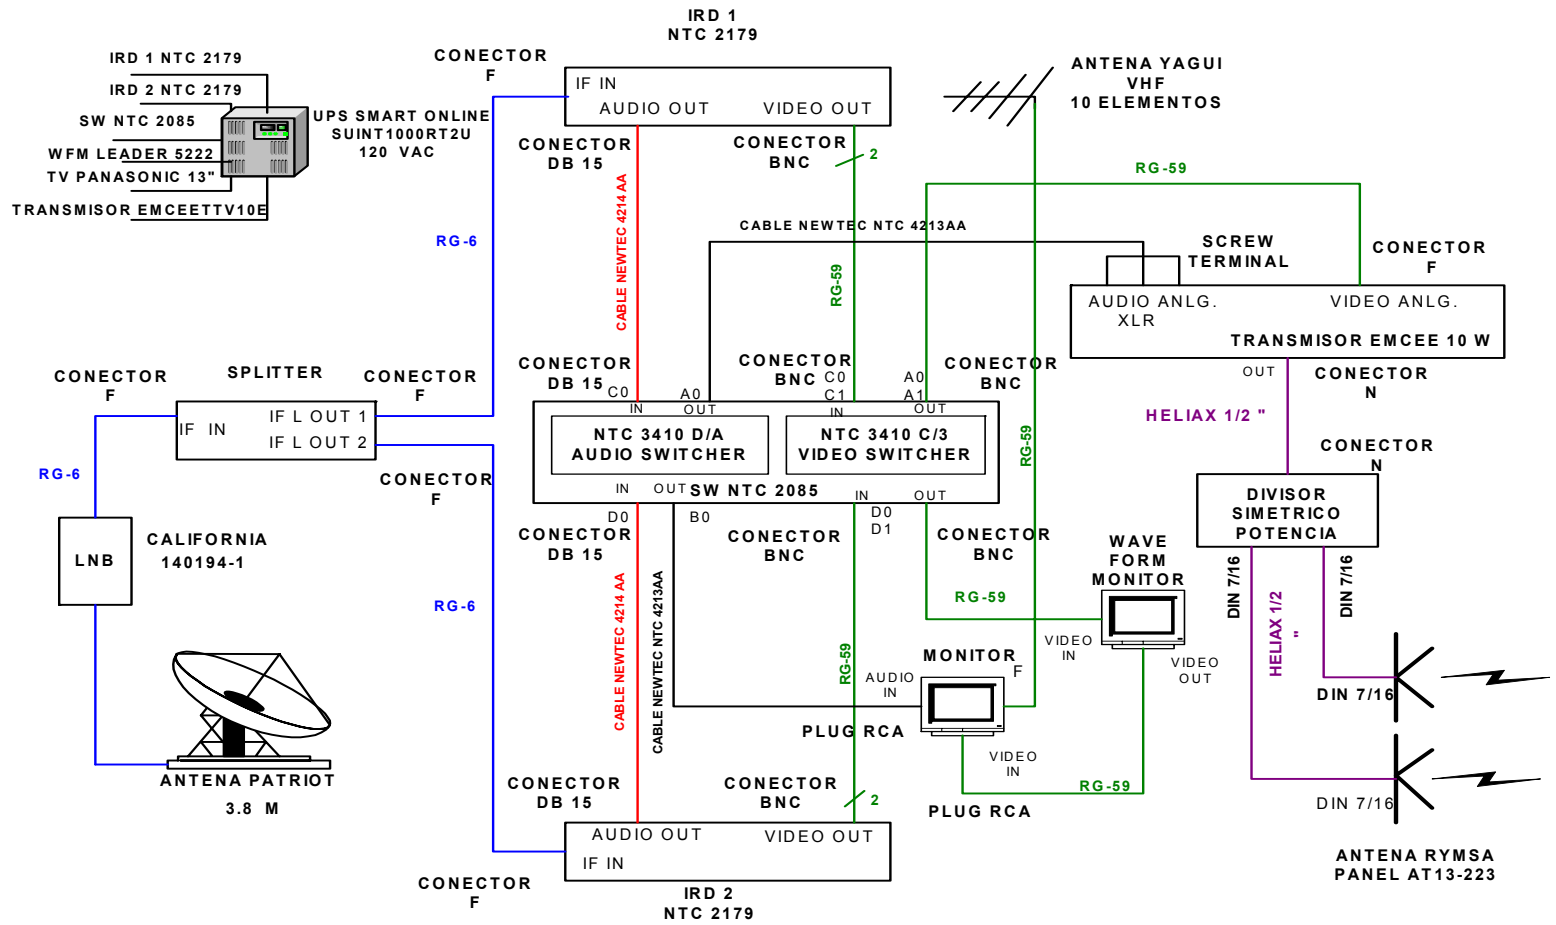 IRD 1
NTC 2179
IRD 1 NTC 2179
IRD 2 NTC 2179
SW NTC 2085
WFM LEADER 5222
TV PANASONIC 13"
TRANSMISOR EMCEETTV10E
UPS SMART ONLINE
SUINT1000RT2U
120 VAC
CONECTOR
F
IF IN
AUDIO OUT
VIDEO OUT
CONECTOR
DB 15
CONECTOR
BNC
2
ANTENA YAGUI
VHF
10 ELEMENTOS
RG-59
RG-6
CABLE NEWTEC 4214 AA
RG-59
CABLE NEWTEC NTC 4213AA
SCREW
TERMINAL
CONECTOR
F
AUDIO ANLG.
XLR
VIDEO ANLG.
TRANSMISOR EMCEE 10 W
OUT
CONECTOR
N
HELIAX 1/2 "
CONECTOR
N
CONECTOR
F
SPLITTER
CONECTOR
F
IF IN
IF L OUT 1
IF L OUT 2
CONECTOR
F
RG-6
CONECTOR
DB 15
C0
IN
A0
OUT
CONECTOR
BNC
C0
C1
IN
A0
A1
OUT
CONECTOR
BNC
NTC 3410 D/A
AUDIO SWITCHER
NTC 3410 C/3
VIDEO SWITCHER
IN
OUT
SW NTC 2085
IN
OUT
D0
CONECTOR
DB 15
B0
CONECTOR
BNC
D0
D1
CONECTOR
BNC
RG-59
DIVISOR
SIMETRICO
POTENCIA
DIN 7/16
DIN 7/16
HELIAX 1/2
"
LNB
CALIFORNIA
140194-1
RG-6
CABLE NEWTEC 4214 AA
CABLE NEWTEC NTC 4213AA
RG-59
RG-59
WAVE
FORM
MONITOR
VIDEO
IN
VIDEO
OUT
MONITOR
F
AUDIO
IN
PLUG RCA
VIDEO
IN
RG-59
PLUG RCA
DIN 7/16
DIN 7/16
ANTENA RYMSA
PANEL AT13-223
ANTENA PATRIOT
3.8 M
CONECTOR
DB 15
CONECTOR
BNC
2
AUDIO OUT
VIDEO OUT
IF IN
CONECTOR
F
IRD 2
NTC 2179